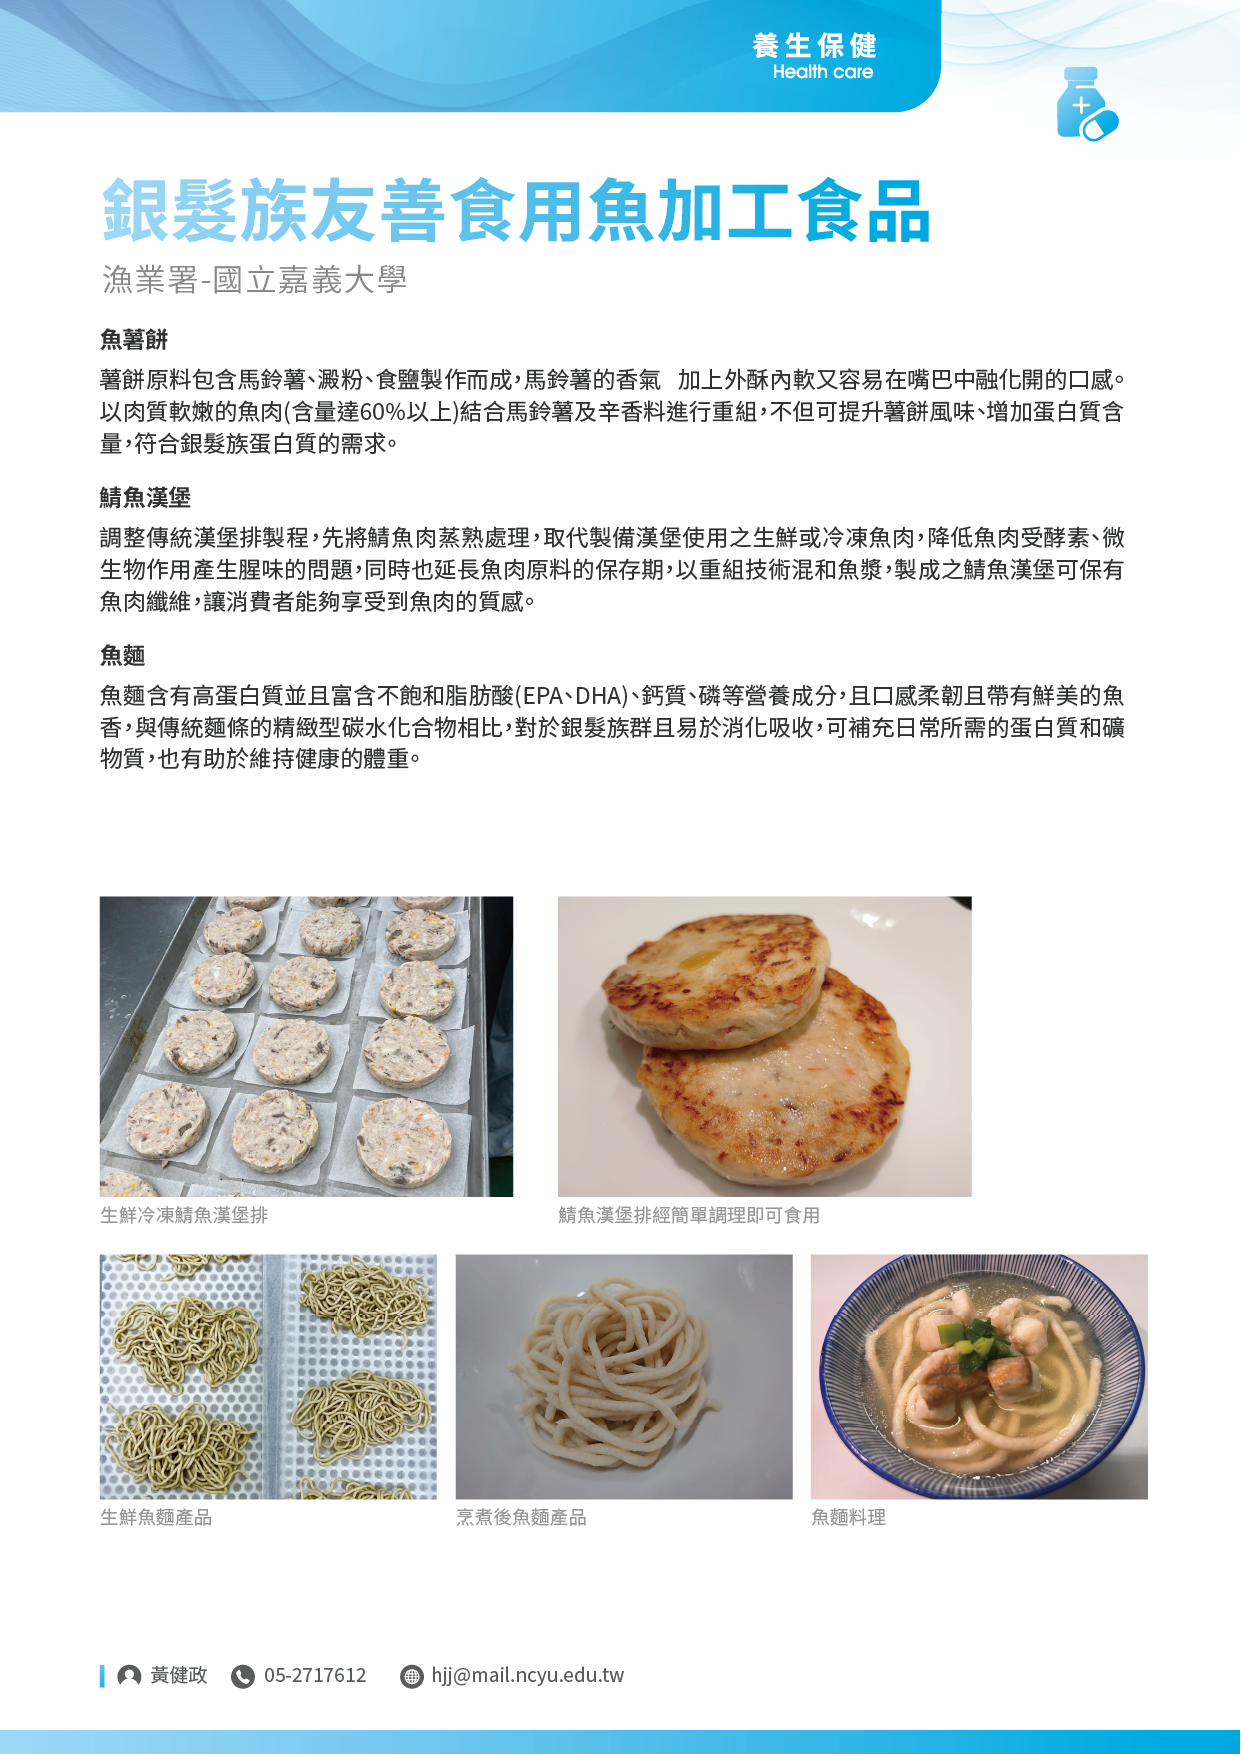 養生保健
Health care
銀髮族友善食用魚加工食品
漁業署-國立嘉義大學
魚薯餅
薯餅原料包含馬鈴薯、澱粉、食鹽製作而成，馬鈴薯的香氣 加上外酥內軟又容易在嘴巴中融化開的口感。
以肉質軟嫩的魚肉(含量達60%以上)結合馬鈴薯及辛香料進行重組，不但可提升薯餅風味、增加蛋白質含
量，符合銀髮族蛋白質的需求。
鯖魚漢堡
調整傳統漢堡排製程，先將鯖魚肉蒸熟處理，取代製備漢堡使用之生鮮或冷凍魚肉，降低魚肉受酵素、微
生物作用產生腥味的問題，同時也延長魚肉原料的保存期，以重組技術混和魚漿，製成之鯖魚漢堡可保有
魚肉纖維，讓消費者能夠享受到魚肉的質感。
魚麵
魚麵含有高蛋白質並且富含不飽和脂肪酸(EPA、DHA)、鈣質、磷等營養成分，且口感柔韌且帶有鮮美的魚
香，與傳統麵條的精緻型碳水化合物相比，對於銀髮族群且易於消化吸收，可補充日常所需的蛋白質和礦
物質，也有助於維持健康的體重。
生鮮冷凍鯖魚漢堡排
鯖魚漢堡排經簡單調理即可食用
生鮮魚麵產品
烹煮後魚麵產品
魚麵料理
黃健政 05-2717612 hjj@mail.ncyu.edu.tw